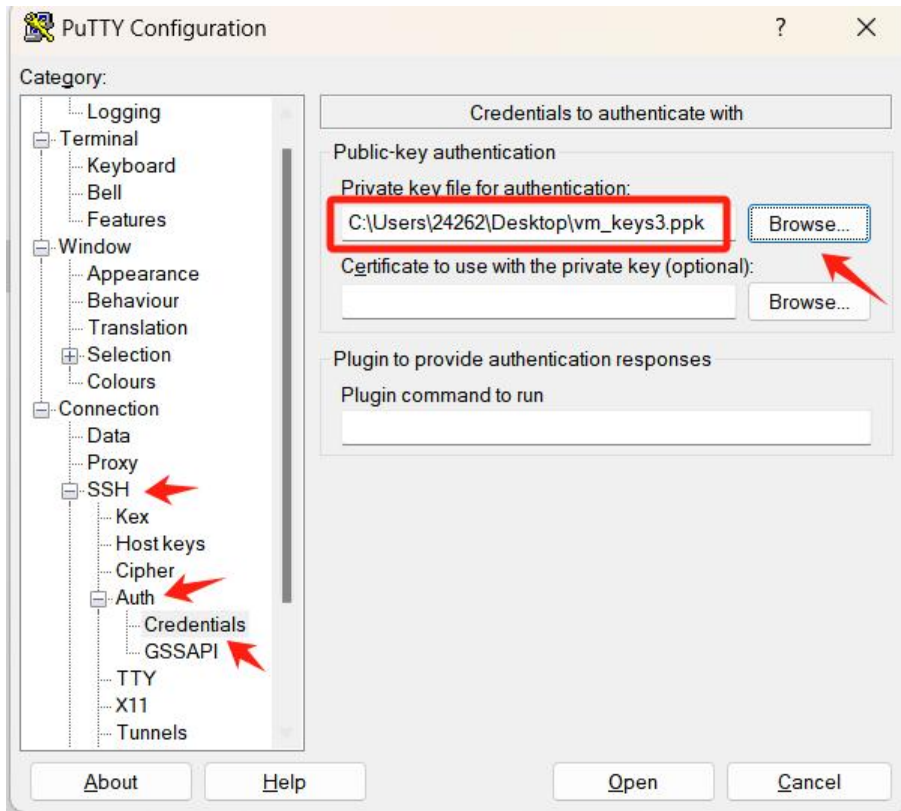 PuTTY Configuration
?
Category:
Logging
Terminal
Keyboard
Bell
Features
Window
Appearance
Behaviour
Translation
Selection
Colours
Connection
Data
Proxy
SSH
Kex
Host keys
Cipher
Auth
Credentials
GSSAPI
TTY
X11
Tunnels
Credentials to authenticate with
Public-key authentication
Private key file for authentication:
C:\Users\24262\Desktop\vm_keys3.ppk
Browse...
Certificate to use with the private key (optional):
Browse...
Plugin to provide authentication responses
Plugin command to run
About
Help
Open
Cancel